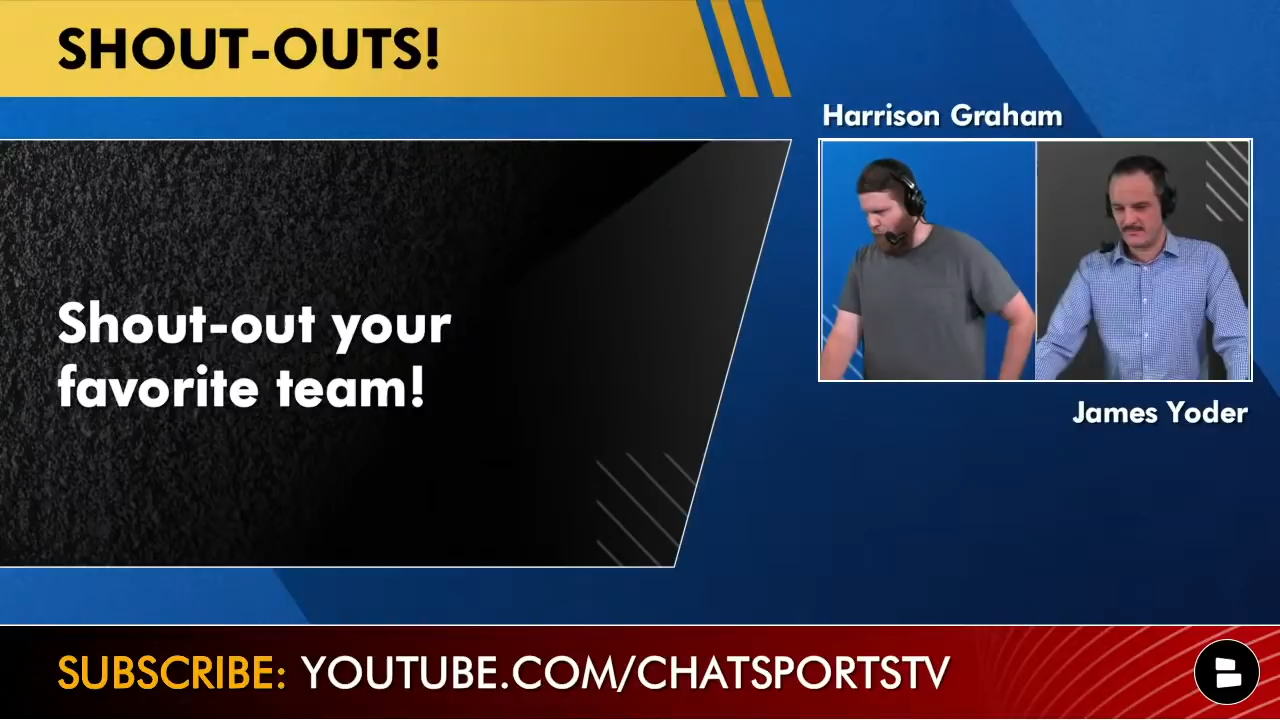 SHOUT-OUTS!
Harrison Graham
Shout-out your
favorite team!
James Yoder
SUBSCRIBE: YOUTUBE.COM/CHATSPORTSTV